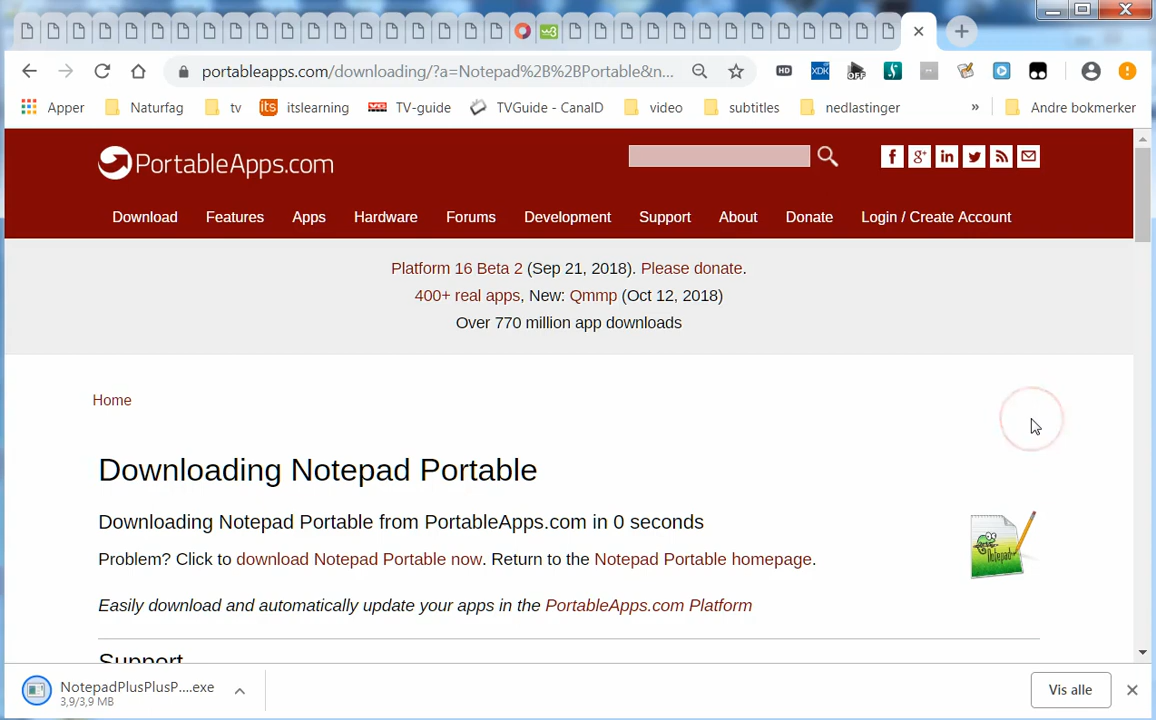 portableapps.com/downloading/?a=Notepad%2B%2BPortable&n...
HD XDK OFF
Apper Naturfag tv its itslearning TV-guide TVGuide - CanalD video subtitles nedlastinger » Andre bokmerker
PortableApps.com
Download Features Apps Hardware Forums Development Support About Donate Login / Create Account
Platform 16 Beta 2 (Sep 21, 2018). Please donate.
400+ real apps, New: Qmmp (Oct 12, 2018)
Over 770 million app downloads
Home
Downloading Notepad Portable
Downloading Notepad Portable from PortableApps.com in 0 seconds
Problem? Click to download Notepad Portable now. Return to the Notepad Portable homepage.
Notepad
Easily download and automatically update your apps in the PortableApps.com Platform
Support
NotepadPlusPlusP....exe
3,9/3,9 MB
Vis alle